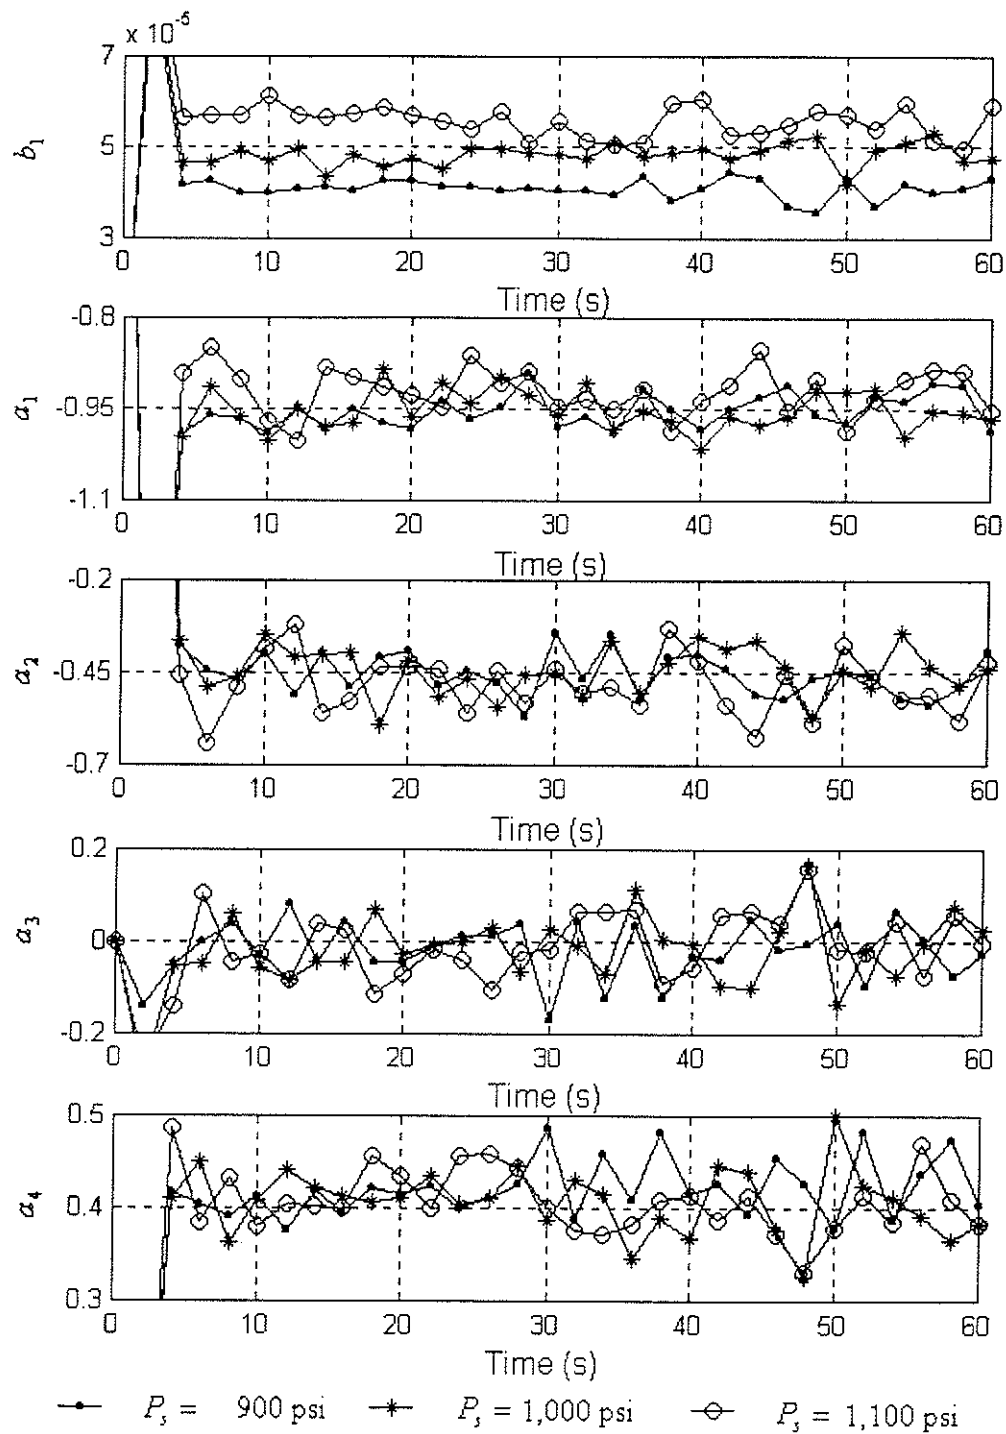 x 10⁻⁵
7
5
3
b₁
0 10 20 30 40 50 60
Time (s)
-0.8
-0.95
-1.1
a₁
0 10 20 30 40 50 60
Time (s)
-0.2
-0.45
-0.7
a₂
0 10 20 30 40 50 60
Time (s)
0.2
0
-0.2
a₃
0 10 20 30 40 50 60
Time (s)
0.5
0.4
0.3
a₄
0 10 20 30 40 50 60
Time (s)
Pₛ = 900 psi Pₛ = 1,000 psi Pₛ = 1,100 psi